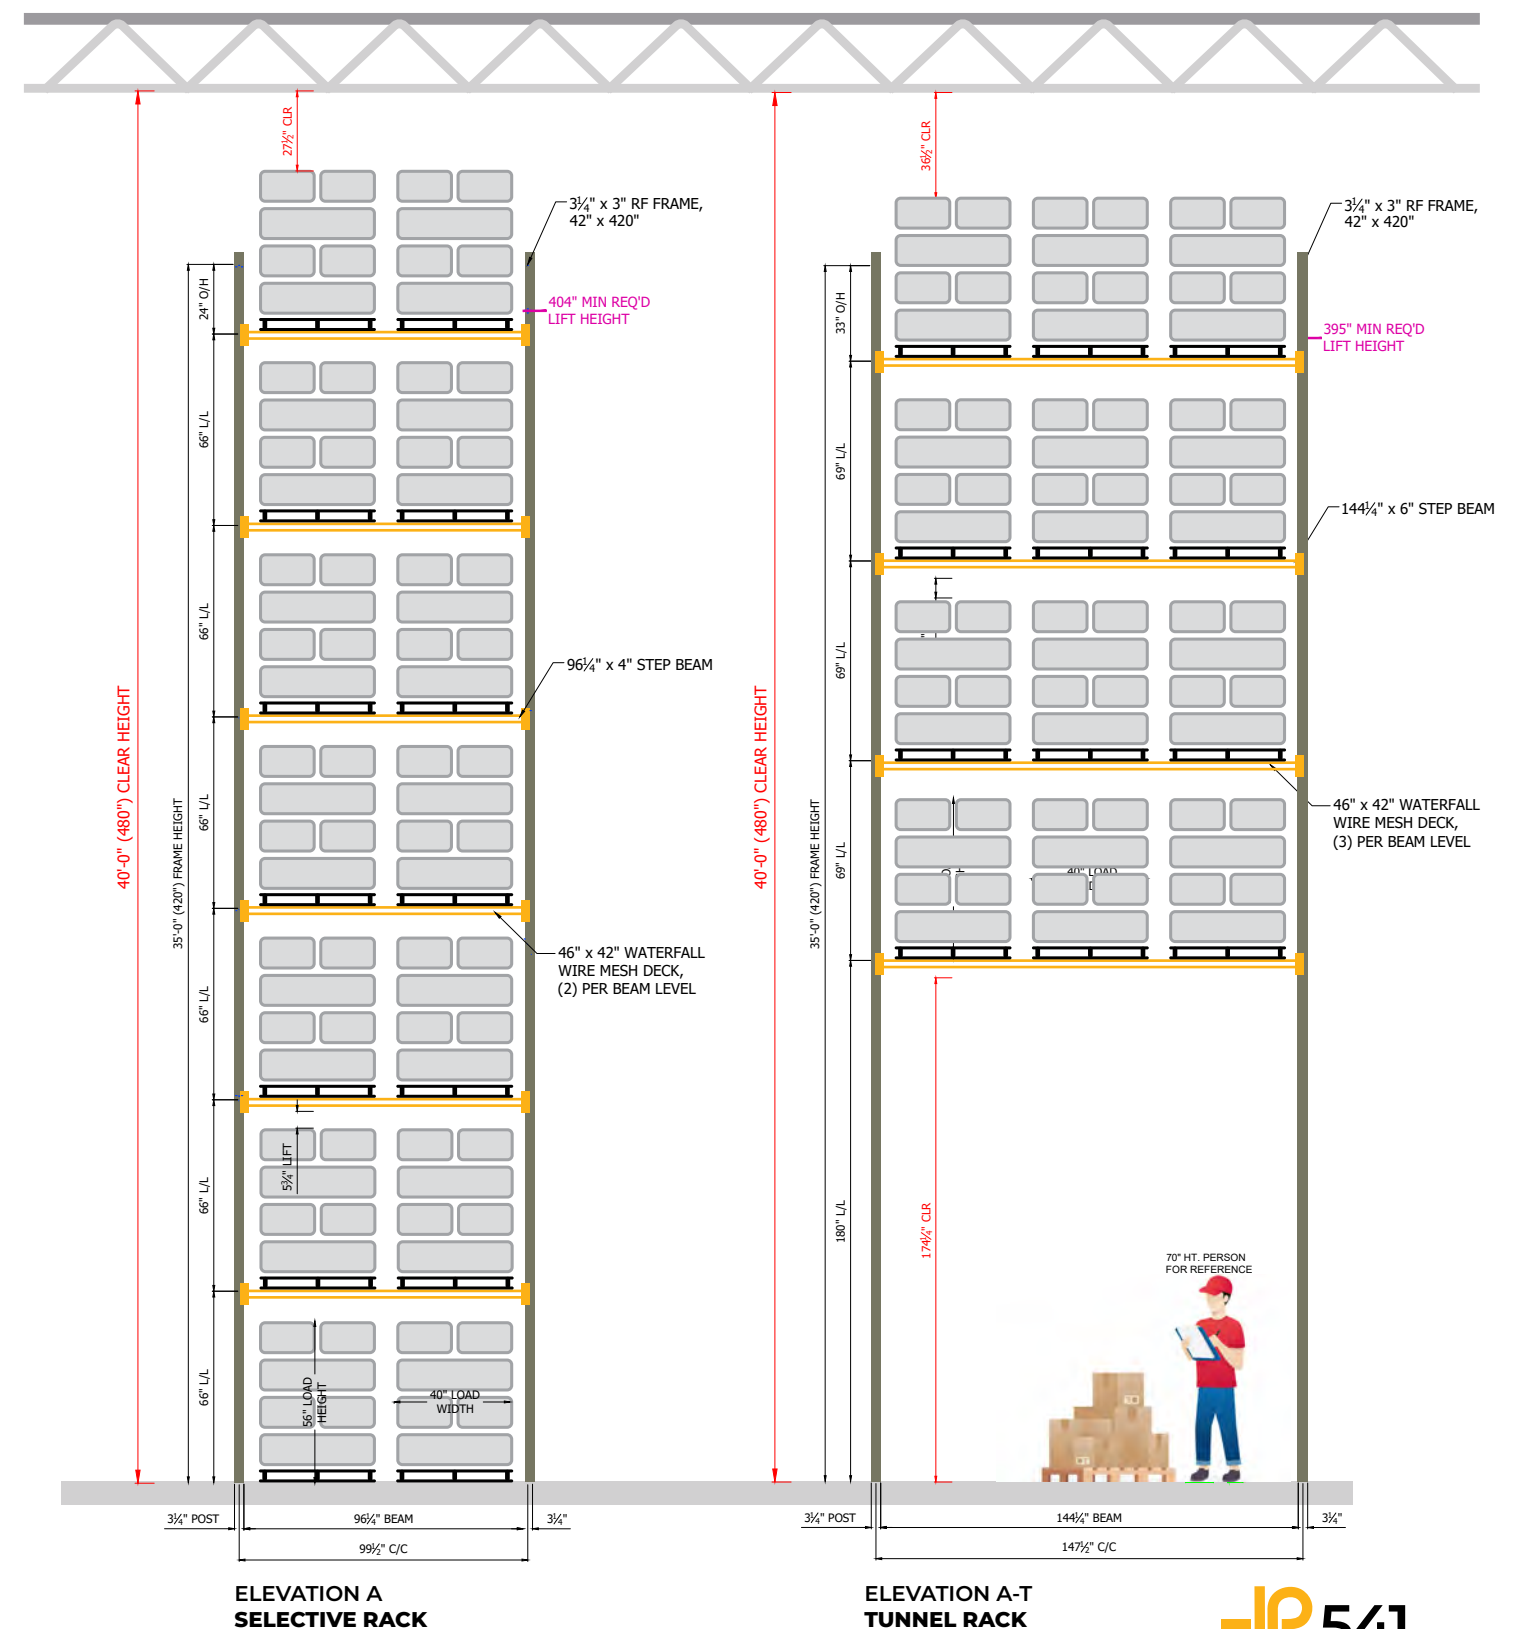 27½" CLR
36½" CLR
3¼" x 3" RF FRAME,
42" x 420"
3¼" x 3" RF FRAME,
42" x 420"
24" O/H
404" MIN REQ'D
LIFT HEIGHT
33" O/H
395" MIN REQ'D
LIFT HEIGHT
66" L/L
69" L/L
144¼" x 6" STEP BEAM
66" L/L
69" L/L
96¼" x 4" STEP BEAM
40'-0" (480") CLEAR HEIGHT
40'-0" (480") CLEAR HEIGHT
66" L/L
35'-0" (420") FRAME HEIGHT
35'-0" (420") FRAME HEIGHT
69" L/L
40" LOAD
46" x 42" WATERFALL
WIRE MESH DECK,
(3) PER BEAM LEVEL
46" x 42" WATERFALL
WIRE MESH DECK,
(2) PER BEAM LEVEL
66" L/L
5¾" LIFT
66" L/L
180" L/L
174¼" CLR
70" HT. PERSON
FOR REFERENCE
66" L/L
56" LOAD
HEIGHT
40" LOAD
WIDTH
3¼" POST
96¼" BEAM
3¼"
3¼" POST
144¼" BEAM
3¼"
99½" C/C
147½" C/C
ELEVATION A
SELECTIVE RACK
ELEVATION A-T
TUNNEL RACK
541